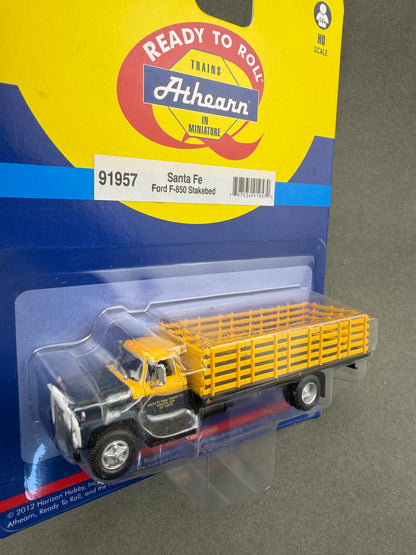 READY TO ROLL
®
TRAINS
Athearn
®
IN
MINIATURE
HO
SCALE
91957
Santa Fe
Ford F-850 Stakebed
© 2012 Horizon Hobby, Inc.
Athearn, Ready To Roll, and the